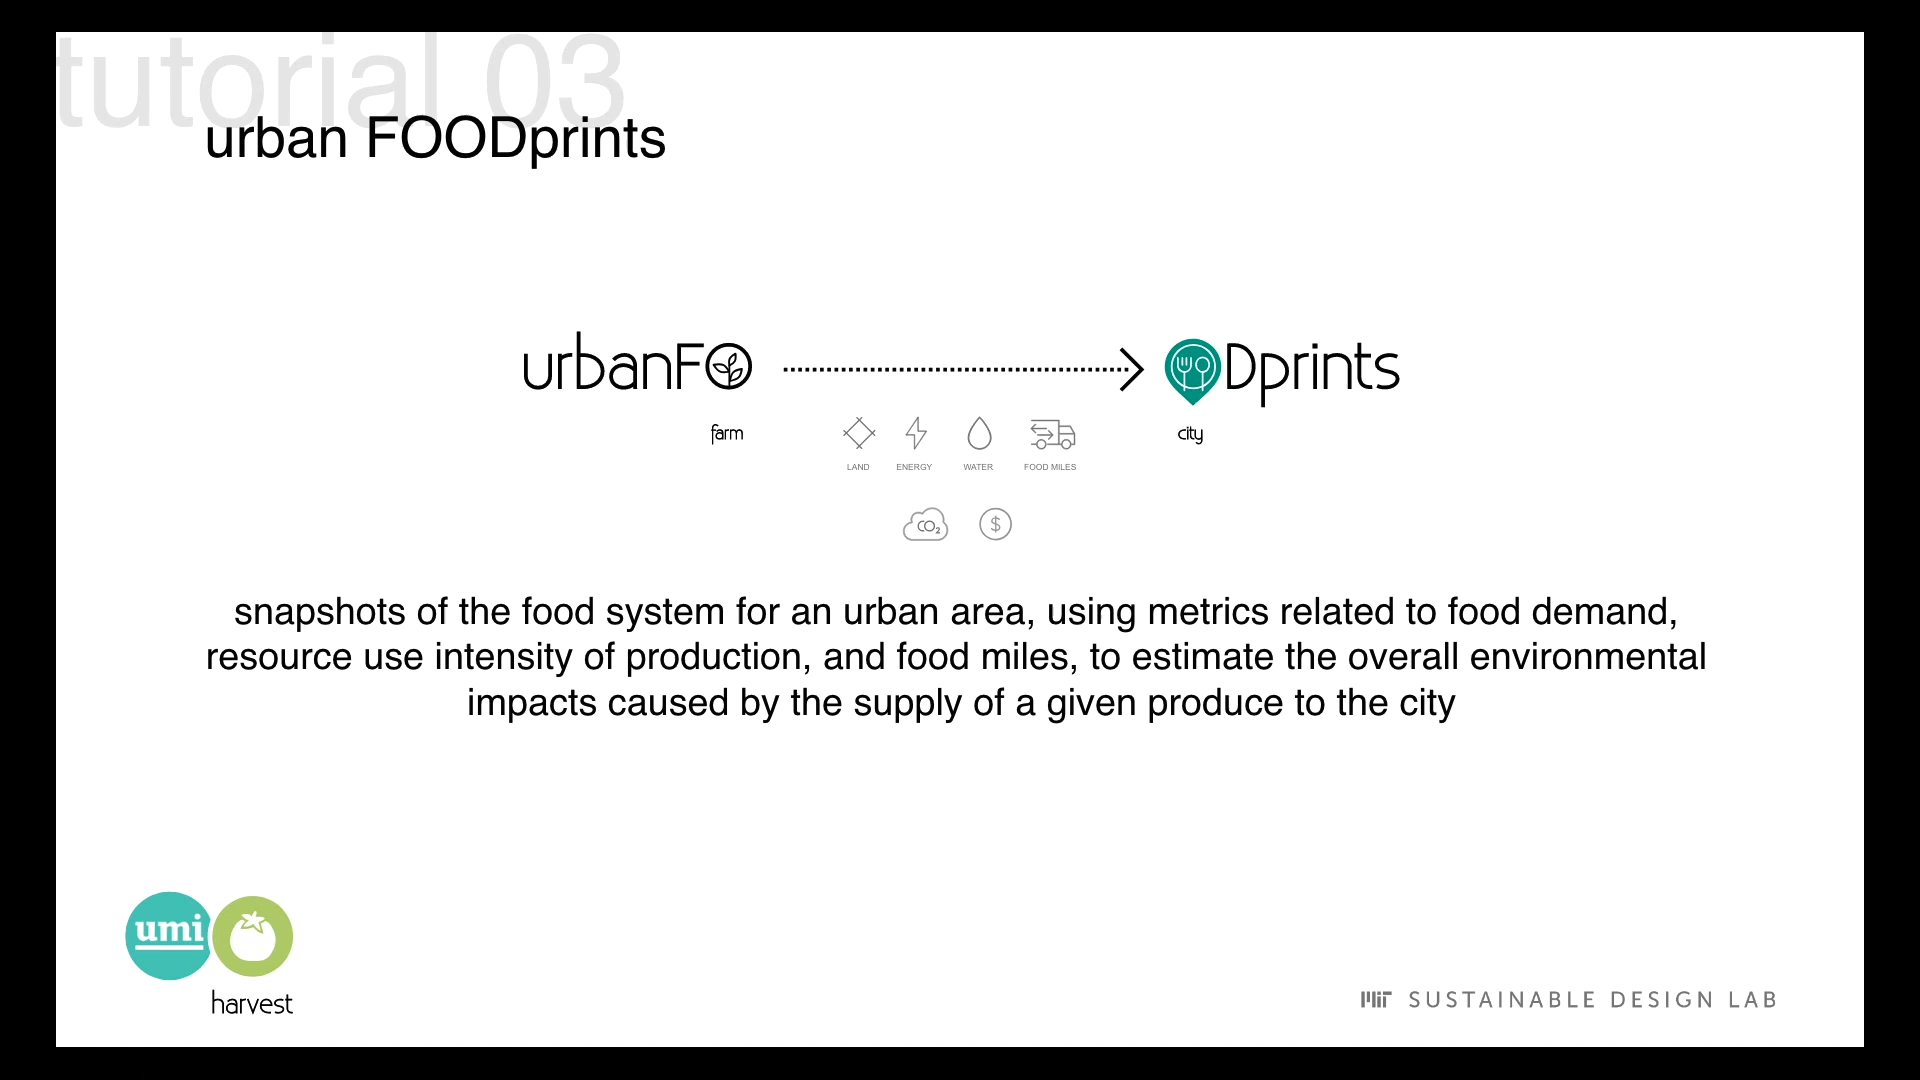 tutorial 03
urban FOODprints
urbanFO
Dprints
farm
city
LAND
ENERGY
WATER
FOOD MILES
CO2
$
snapshots of the food system for an urban area, using metrics related to food demand,
resource use intensity of production, and food miles, to estimate the overall environmental
impacts caused by the supply of a given produce to the city
umi
harvest
MIT SUSTAINABLE DESIGN LAB